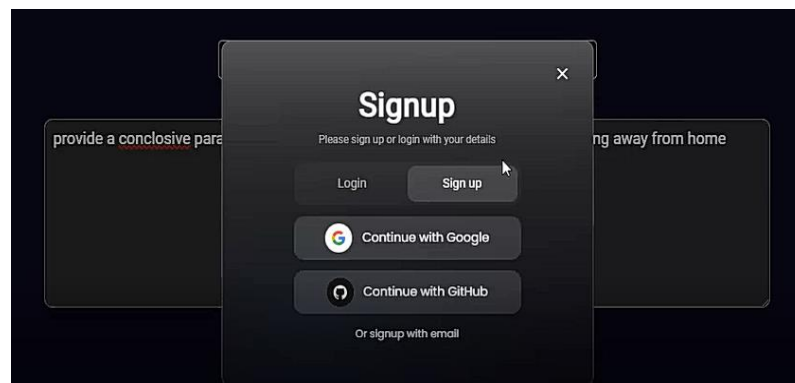 Signup
Please sign up or login with your details
provide a conclosive para
ng away from home
Login Sign up
Continue with Google
Continue with GitHub
Or signup with email